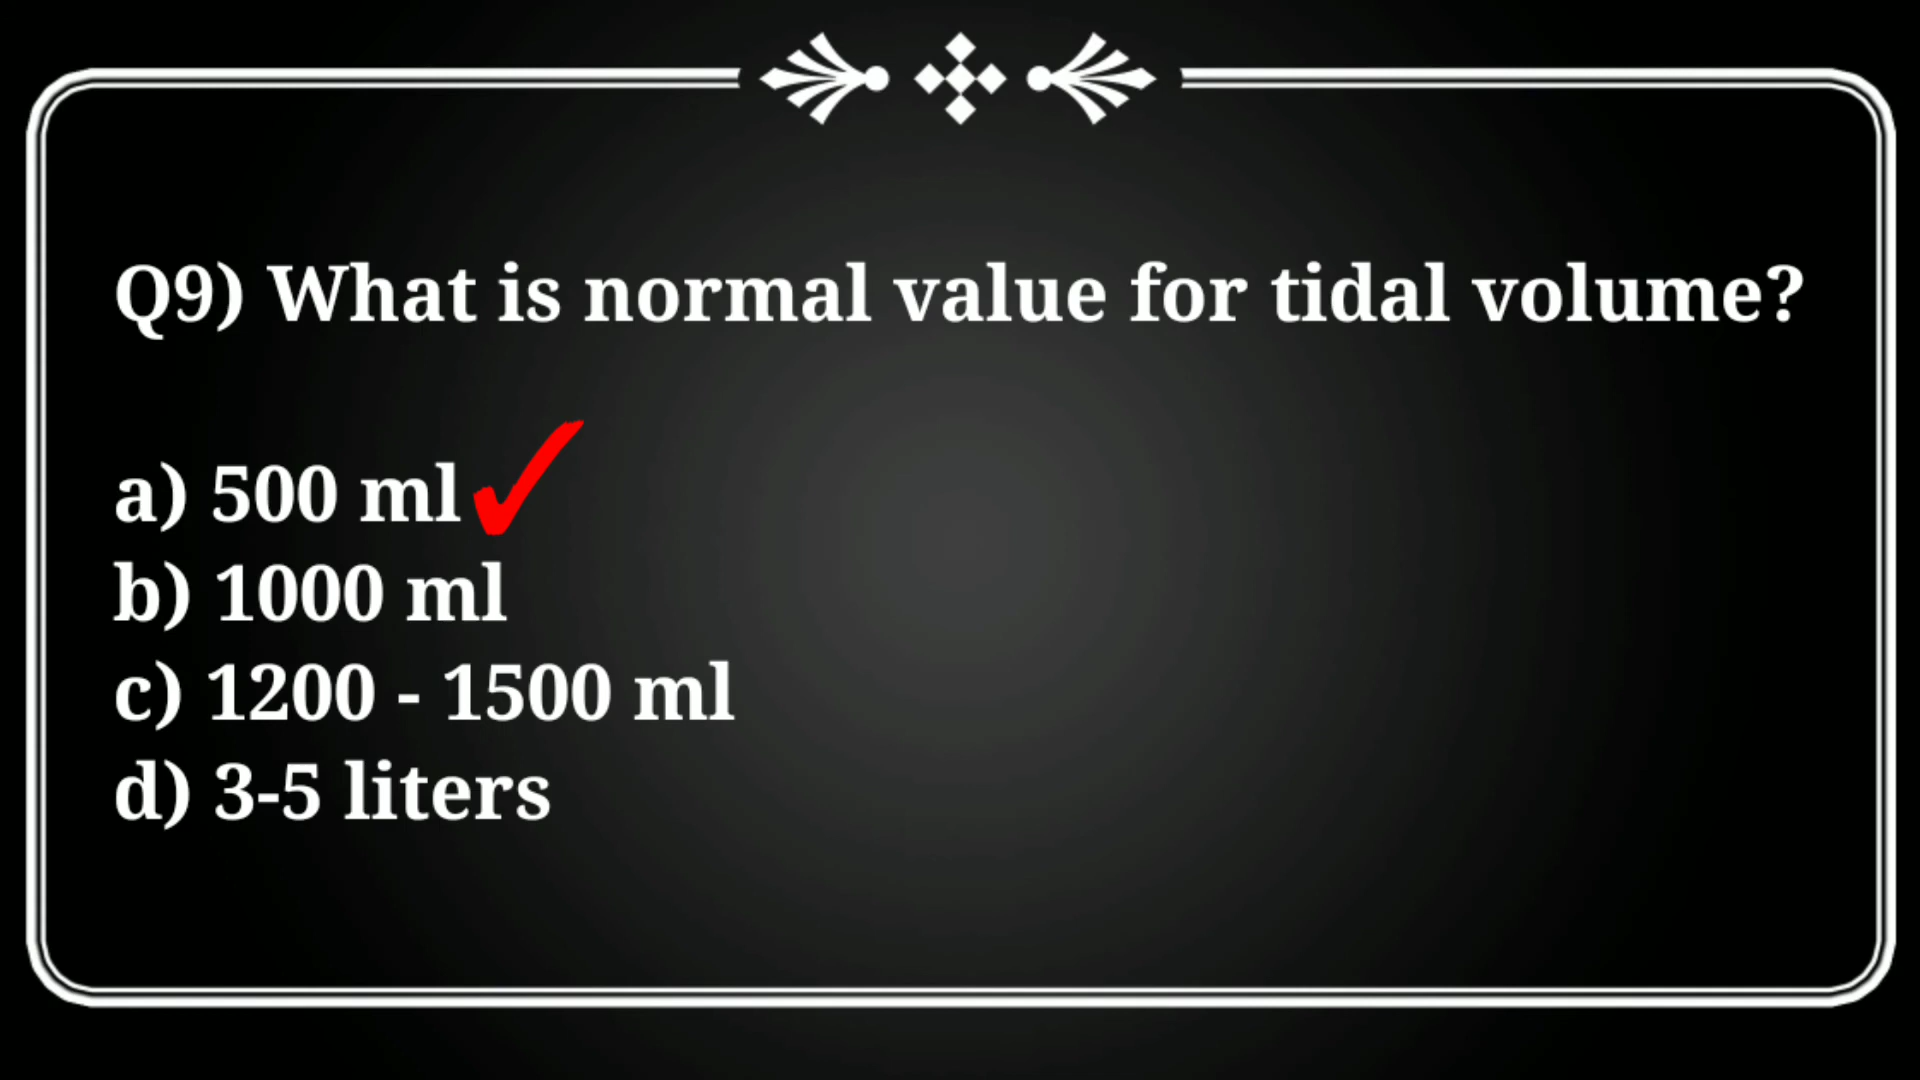 Q9) What is normal value for tidal volume?
a) 500 ml
b) 1000 ml
c) 1200 - 1500 ml
d) 3-5 liters